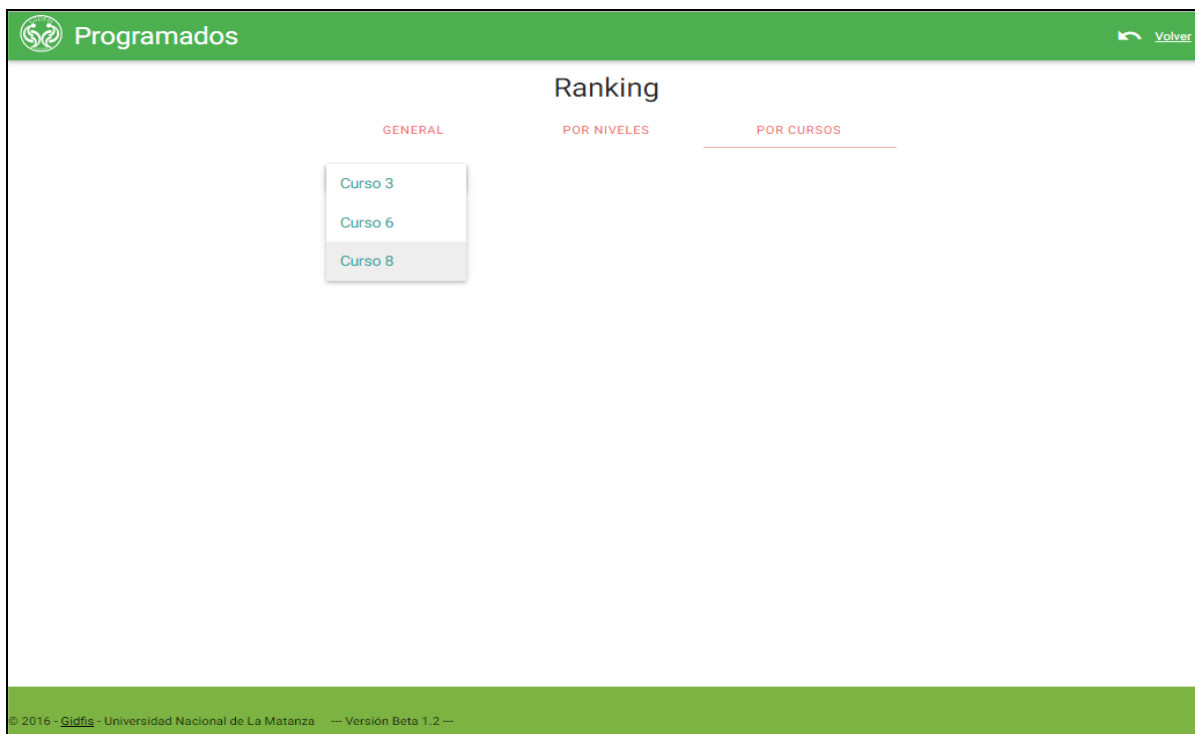 Programados
Volver
Ranking
GENERAL POR NIVELES POR CURSOS
Curso 3
Curso 6
Curso 8
© 2016 - Gidfis - Universidad Nacional de La Matanza --- Versión Beta 1.2 ---